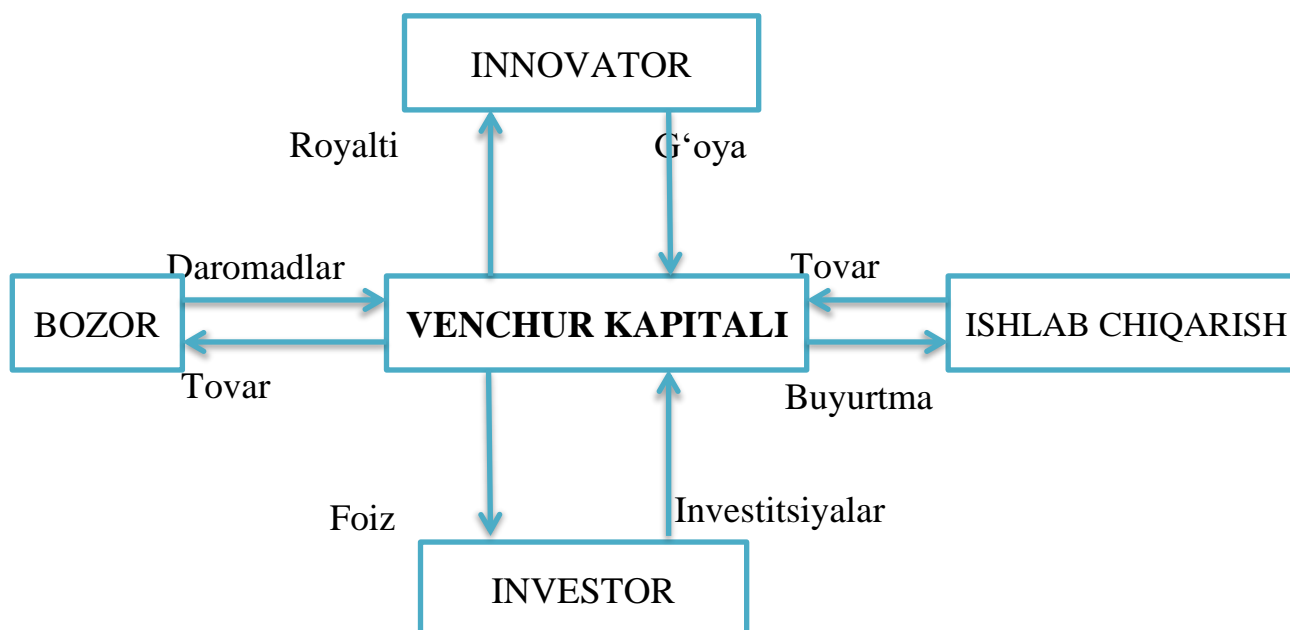 INNOVATOR
Royalti
G‘oya
Daromadlar
Tovar
BOZOR
VENCHUR KAPITALI
ISHLAB CHIQARISH
Tovar
Buyurtma
Foiz
Investitsiyalar
INVESTOR